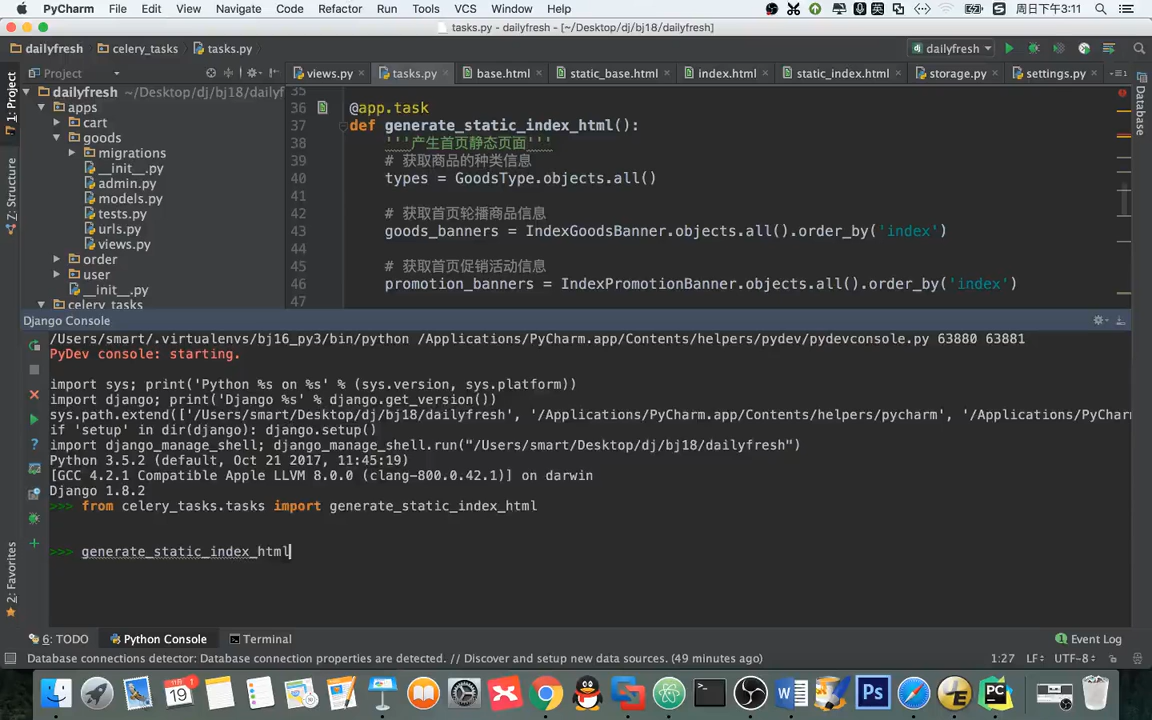 PyCharm File Edit View Navigate Code Refactor Run Tools VCS Window Help 周日下午3:11
tasks.py - dailyfresh - [~/Desktop/dj/bj18/dailyfresh]
dailyfresh celery_tasks tasks.py dailyfresh
Project views.py tasks.py base.html static_base.html index.html static_index.html storage.py settings.py
1: Project
Z: Structure
2: Favorites
Database
dailyfresh ~/Desktop/dj/bj18/dailyf
apps
cart
goods
migrations
__init__.py
admin.py
models.py
tests.py
urls.py
views.py
order
user
__init__.py
celery_tasks
35
36 @app.task
37 def generate_static_index_html():
38 '''产生首页静态页面'''
39 # 获取商品的种类信息
40 types = GoodsType.objects.all()
41
42 # 获取首页轮播商品信息
43 goods_banners = IndexGoodsBanner.objects.all().order_by('index')
44
45 # 获取首页促销活动信息
46 promotion_banners = IndexPromotionBanner.objects.all().order_by('index')
47
Django Console
/Users/smart/.virtualenvs/bj16_py3/bin/python /Applications/PyCharm.app/Contents/helpers/pydev/pydevconsole.py 63880 63881
PyDev console: starting.
import sys; print('Python %s on %s' % (sys.version, sys.platform))
import django; print('Django %s' % django.get_version())
sys.path.extend(['/Users/smart/Desktop/dj/bj18/dailyfresh', '/Applications/PyCharm.app/Contents/helpers/pycharm', '/Applications/PyChar
if 'setup' in dir(django): django.setup()
import django_manage_shell; django_manage_shell.run("/Users/smart/Desktop/dj/bj18/dailyfresh")
Python 3.5.2 (default, Oct 21 2017, 11:45:19)
[GCC 4.2.1 Compatible Apple LLVM 8.0.0 (clang-800.0.42.1)] on darwin
Django 1.8.2
>>> from celery_tasks.tasks import generate_static_index_html
>>> generate_static_index_html
6: TODO Python Console Terminal Event Log
Database connections detector: Database connection properties are detected. // Discover and setup new data sources. (49 minutes ago) 1:27 LF÷ UTF-8÷
19